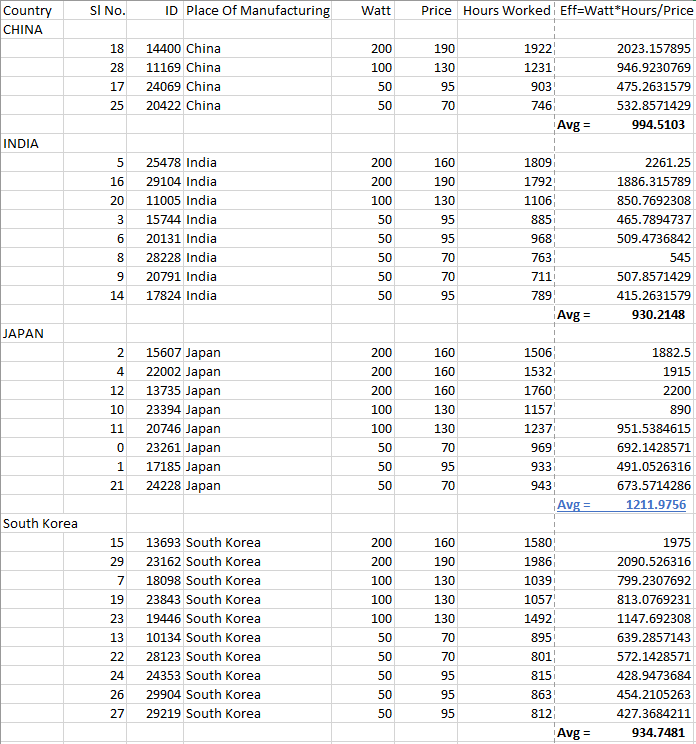 Country Sl No. ID Place Of Manufacturing Watt Price Hours Worked Eff=Watt*Hours/Price
CHINA
18 14400 China 200 190 1922 2023.157895
28 11169 China 100 130 1231 946.9230769
17 24069 China 50 95 903 475.2631579
25 20422 China 50 70 746 532.8571429
Avg = 994.5103
INDIA
5 25478 India 200 160 1809 2261.25
16 29104 India 200 190 1792 1886.315789
20 11005 India 100 130 1106 850.7692308
3 15744 India 50 95 885 465.7894737
6 20131 India 50 95 968 509.4736842
8 28228 India 50 70 763 545
9 20791 India 50 70 711 507.8571429
14 17824 India 50 95 789 415.2631579
Avg = 930.2148
JAPAN
2 15607 Japan 200 160 1506 1882.5
4 22002 Japan 200 160 1532 1915
12 13735 Japan 200 160 1760 2200
10 23394 Japan 100 130 1157 890
11 20746 Japan 100 130 1237 951.5384615
0 23261 Japan 50 70 969 692.1428571
1 17185 Japan 50 95 933 491.0526316
21 24228 Japan 50 70 943 673.5714286
Avg = 1211.9756
South Korea
15 13693 South Korea 200 160 1580 1975
29 23162 South Korea 200 190 1986 2090.526316
7 18098 South Korea 100 130 1039 799.2307692
19 23843 South Korea 100 130 1057 813.0769231
23 19446 South Korea 100 130 1492 1147.692308
13 10134 South Korea 50 70 895 639.2857143
22 28123 South Korea 50 70 801 572.1428571
24 24353 South Korea 50 95 815 428.9473684
26 29904 South Korea 50 95 863 454.2105263
27 29219 South Korea 50 95 812 427.3684211
Avg = 934.7481